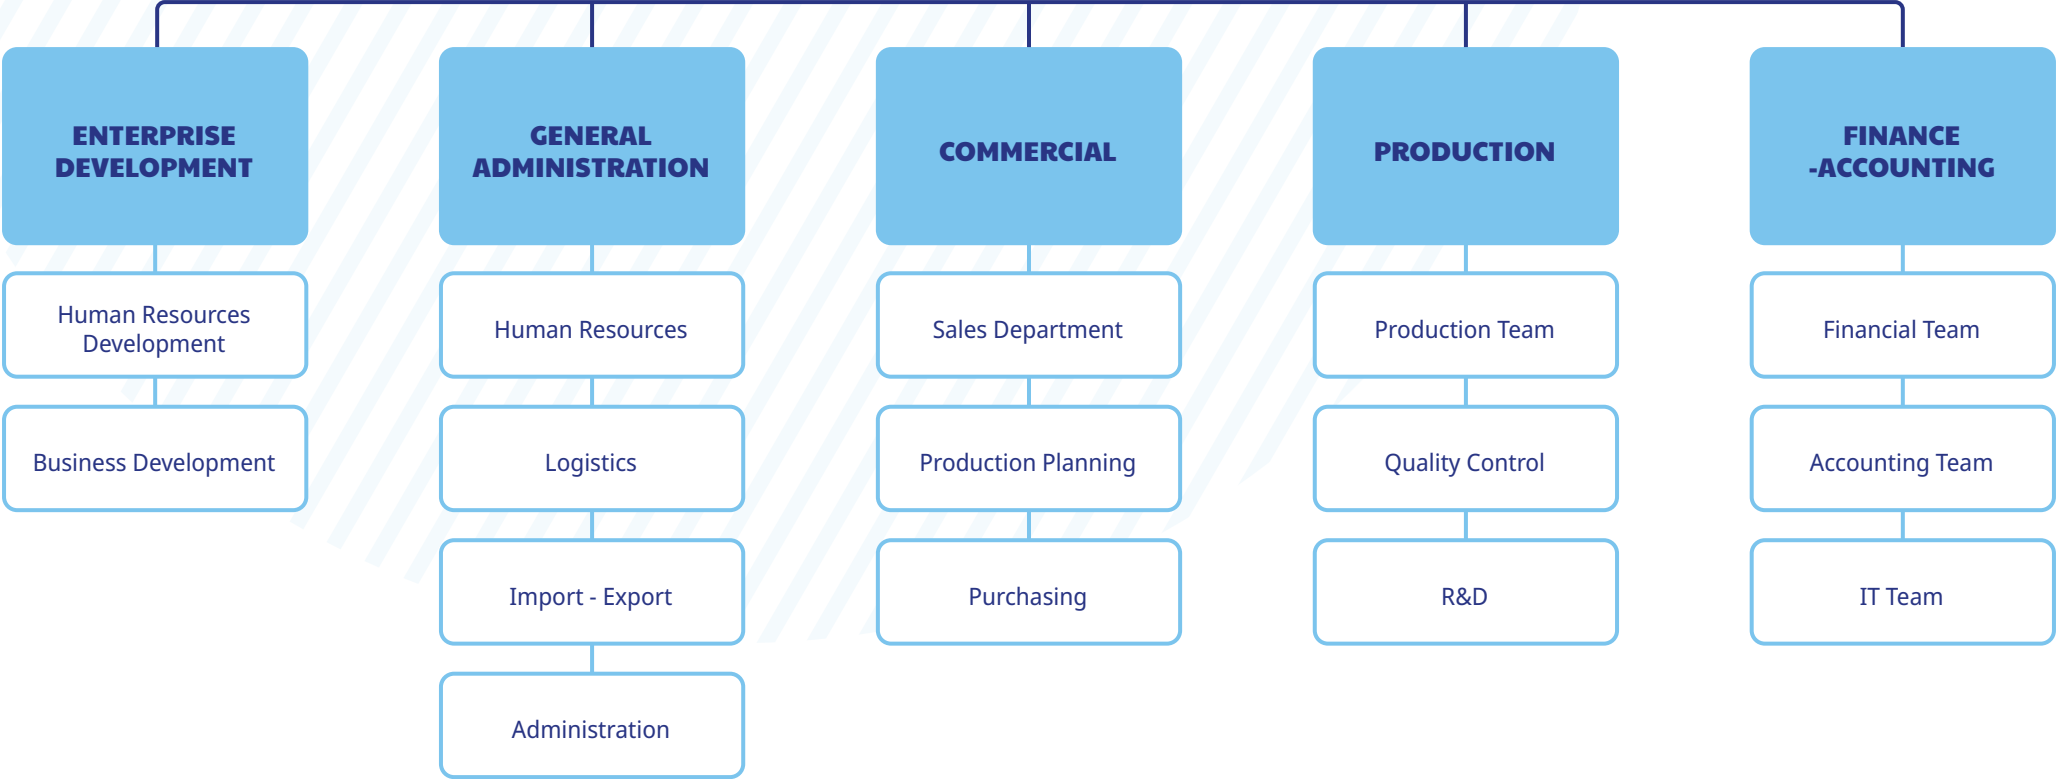 ENTERPRISE
DEVELOPMENT
GENERAL
ADMINISTRATION
COMMERCIAL
PRODUCTION
FINANCE
-ACCOUNTING
Human Resources
Development
Human Resources
Sales Department
Production Team
Financial Team
Business Development
Logistics
Production Planning
Quality Control
Accounting Team
Import - Export
Purchasing
R&D
IT Team
Administration